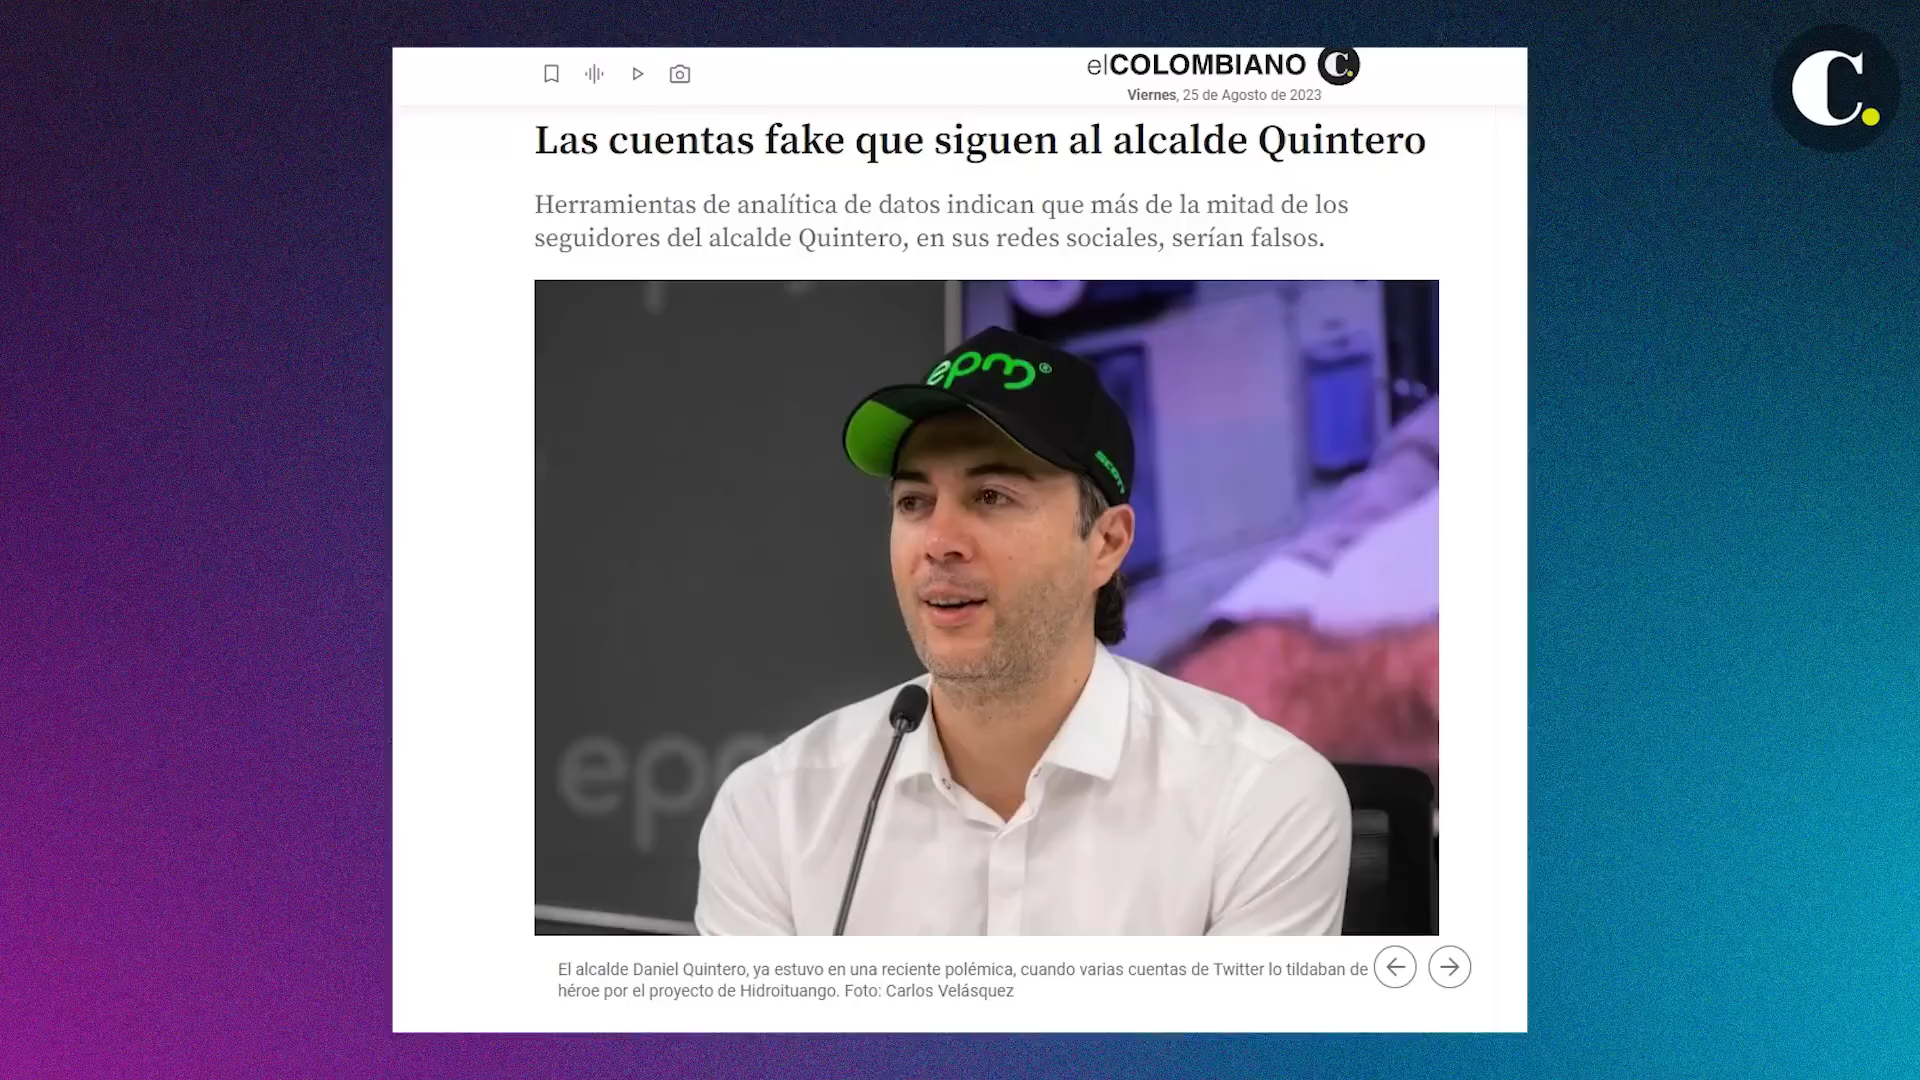 elCOLOMBIANO C.
Viernes, 25 de Agosto de 2023
C.
Las cuentas fake que siguen al alcalde Quintero
Herramientas de analítica de datos indican que más de la mitad de los
seguidores del alcalde Quintero, en sus redes sociales, serían falsos.
epm®
epm
El alcalde Daniel Quintero, ya estuvo en una reciente polémica, cuando varias cuentas de Twitter lo tildaban de
héroe por el proyecto de Hidroituango. Foto: Carlos Velásquez